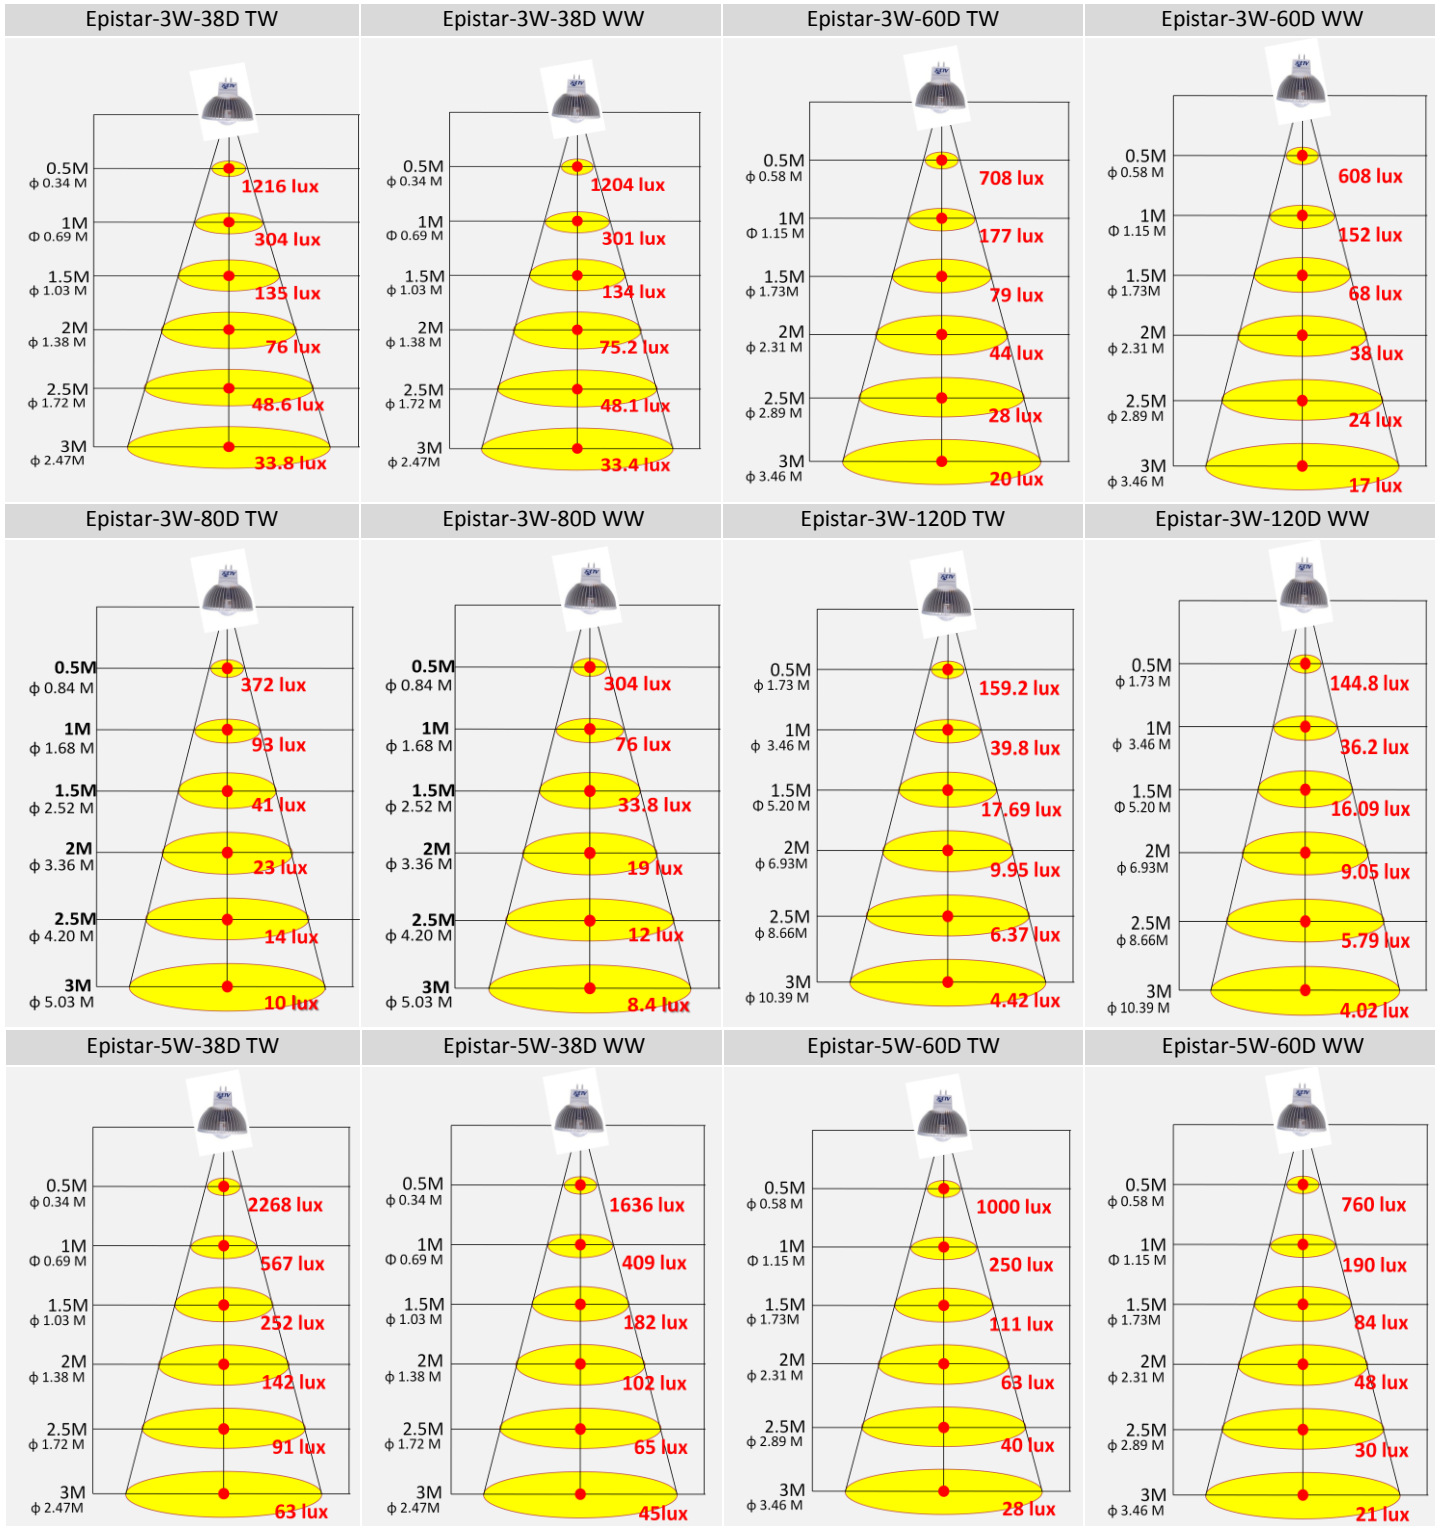 Epistar-3W-38D TW
0.5M
ф 0.34 M
1216 lux
1M
Ф 0.69 M
304 lux
1.5M
ф 1.03 M
135 lux
2M
ф 1.38 M
76 lux
2.5M
ф 1.72 M
48.6 lux
3M
ф 2.47M
33.8 lux
Epistar-3W-38D WW
0.5M
ф 0.34 M
1204 lux
1M
Ф 0.69 M
301 lux
1.5M
ф 1.03 M
134 lux
2M
ф 1.38 M
75.2 lux
2.5M
ф 1.72 M
48.1 lux
3M
ф 2.47M
33.4 lux
Epistar-3W-60D TW
0.5M
ф 0.58 M
708 lux
1M
Ф 1.15 M
177 lux
1.5M
ф 1.73M
79 lux
2M
ф 2.31 M
44 lux
2.5M
ф 2.89 M
28 lux
3M
ф 3.46 M
20 lux
Epistar-3W-60D WW
0.5M
ф 0.58 M
608 lux
1M
Ф 1.15 M
152 lux
1.5M
ф 1.73M
68 lux
2M
ф 2.31 M
38 lux
2.5M
ф 2.89 M
24 lux
3M
ф 3.46 M
17 lux
Epistar-3W-80D TW
0.5M
ф 0.84 M
372 lux
1M
ф 1.68 M
93 lux
1.5M
ф 2.52 M
41 lux
2M
ф 3.36 M
23 lux
2.5M
ф 4.20 M
14 lux
3M
ф 5.03 M
10 lux
Epistar-3W-80D WW
0.5M
ф 0.84 M
304 lux
1M
ф 1.68 M
76 lux
1.5M
ф 2.52 M
33.8 lux
2M
ф 3.36 M
19 lux
2.5M
ф 4.20 M
12 lux
3M
ф 5.03 M
8.4 lux
Epistar-3W-120D TW
0.5M
ф 1.73 M
159.2 lux
1M
ф 3.46 M
39.8 lux
1.5M
Ф 5.20 M
17.69 lux
2M
ф 6.93M
9.95 lux
2.5M
ф 8.66M
6.37 lux
3M
ф 10.39 M
4.42 lux
Epistar-3W-120D WW
0.5M
ф 1.73 M
144.8 lux
1M
ф 3.46 M
36.2 lux
1.5M
Ф 5.20 M
16.09 lux
2M
ф 6.93M
9.05 lux
2.5M
ф 8.66M
5.79 lux
3M
ф 10.39 M
4.02 lux
Epistar-5W-38D TW
0.5M
ф 0.34 M
2268 lux
1M
Ф 0.69 M
567 lux
1.5M
ф 1.03 M
252 lux
2M
ф 1.38 M
142 lux
2.5M
ф 1.72 M
91 lux
3M
ф 2.47M
63 lux
Epistar-5W-38D WW
0.5M
ф 0.34 M
1636 lux
1M
Ф 0.69 M
409 lux
1.5M
ф 1.03 M
182 lux
2M
ф 1.38 M
102 lux
2.5M
ф 1.72 M
65 lux
3M
ф 2.47M
45lux
Epistar-5W-60D TW
0.5M
ф 0.58 M
1000 lux
1M
Ф 1.15 M
250 lux
1.5M
ф 1.73M
111 lux
2M
ф 2.31 M
63 lux
2.5M
ф 2.89 M
40 lux
3M
ф 3.46 M
28 lux
Epistar-5W-60D WW
0.5M
ф 0.58 M
760 lux
1M
Ф 1.15 M
190 lux
1.5M
ф 1.73M
84 lux
2M
ф 2.31 M
48 lux
2.5M
ф 2.89 M
30 lux
3M
ф 3.46 M
21 lux